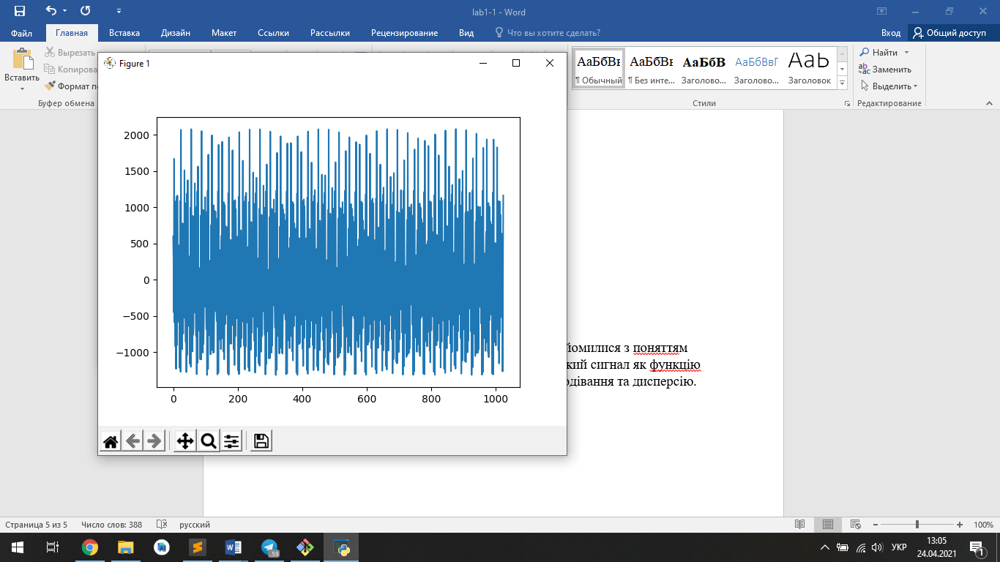 lab1-1 - Word
Файл Главная Вставка Дизайн Макет Ссылки Рассылки Рецензирование Вид Что вы хотите сделать? Вход Общий доступ
Вставить
Вырезать
Копирова
Формат п
Буфер обмена
АаБбВı АаБбВı АаБбВ АаБбВвГ АаЬ
¶ Обычный ¶ Без инте... Заголово... Заголово... Заголовок
Стили
Найти
Заменить
Выделить
Редактирование
Figure 1
2000
1500
1000
500
0
−500
−1000
0 200 400 600 800 1000
йомилися з поняттям
кий сигнал як функцію
одівання та дисперсію.
Страница 5 из 5 Число слов: 388 русский 100%
59
УКР
13:05
24.04.2021
1